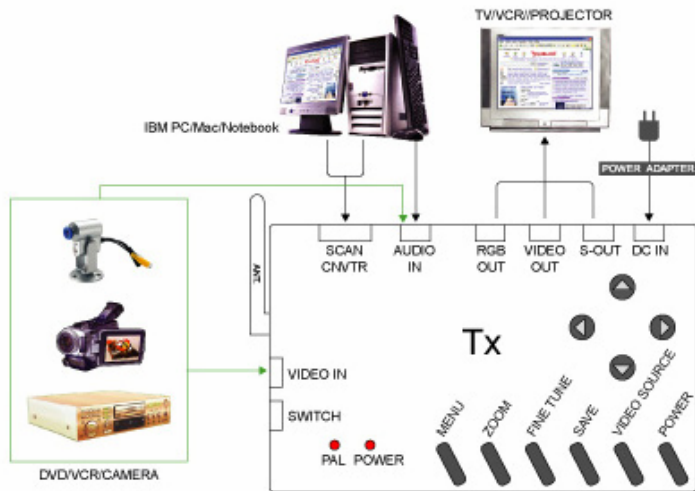 TV/VCR//PROJECTOR
IBM PC/Mac/Notebook
POWER ADAPTER
SCAN
CNVTR
AUDIO
IN
RGB
OUT
VIDEO
OUT
S-OUT
DC IN
ANT.
Tx
VIDEO IN
SWITCH
MENU
ZOOM
FINE TUNE
SAVE
VIDEO SOURCE
POWER
PAL
POWER
DVD/VCR/CAMERA